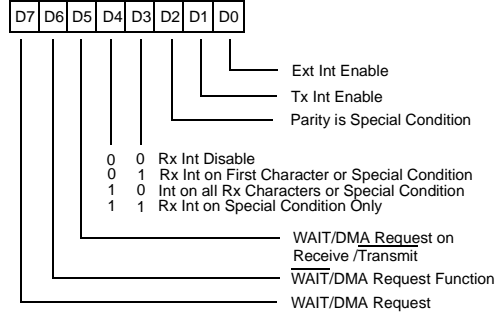 D7 D6 D5 D4 D3 D2 D1 D0
Ext Int Enable
Tx Int Enable
Parity is Special Condition
0 0 Rx Int Disable
0 1 Rx Int on First Character or Special Condition
1 0 Int on all Rx Characters or Special Condition
1 1 Rx Int on Special Condition Only
WAIT/DMA Request on
Receive /Transmit
WAIT/DMA Request Function
WAIT/DMA Request